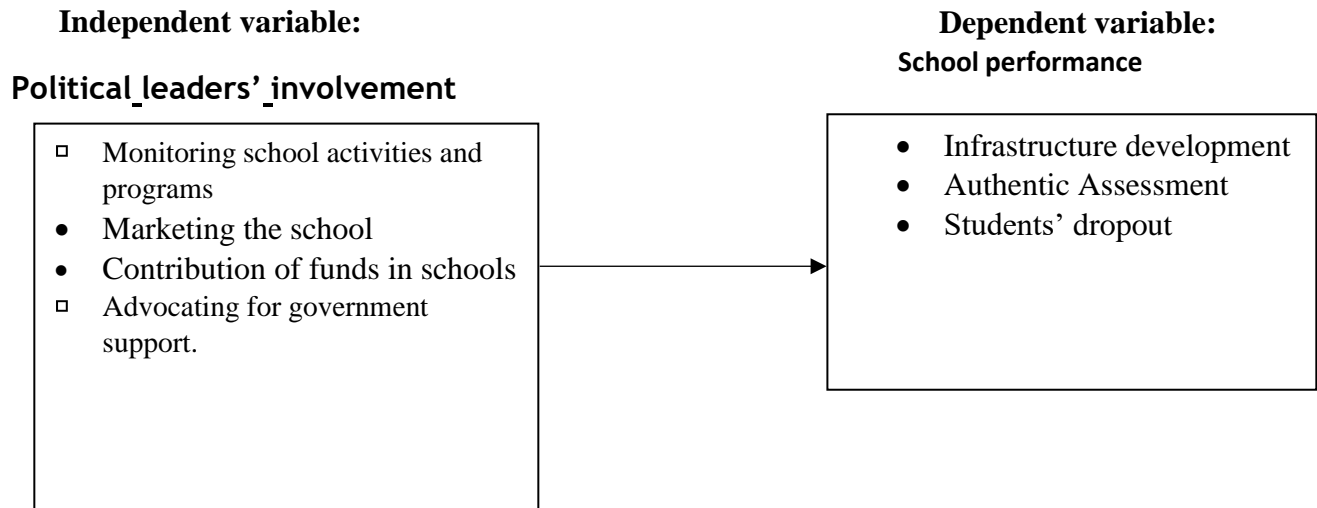 Independent variable:
Political leaders’ involvement
▫ Monitoring school activities and
programs
• Marketing the school
• Contribution of funds in schools
▫ Advocating for government
support.
Dependent variable:
School performance
• Infrastructure development
• Authentic Assessment
• Students’ dropout